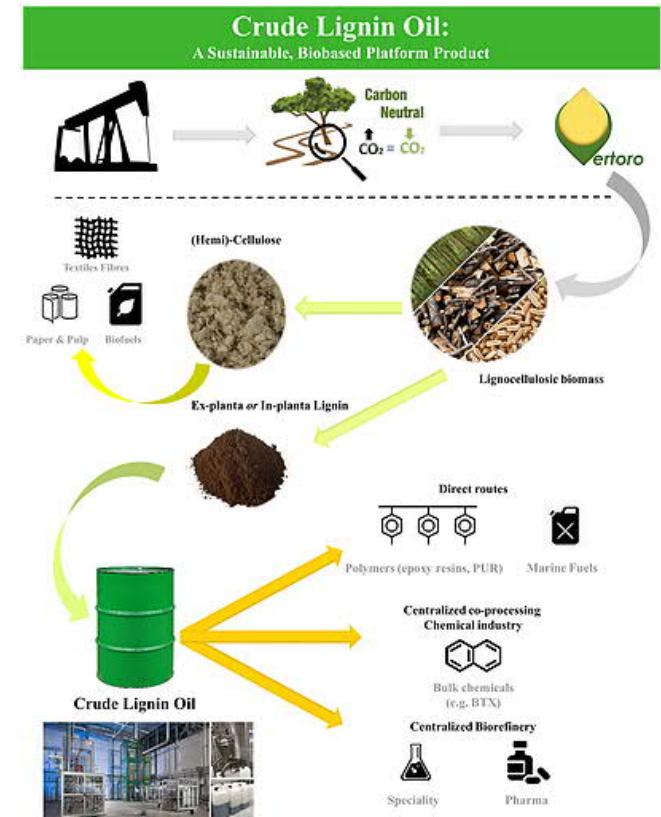 Crude Lignin Oil:
A Sustainable, Biobased Platform Product
Carbon
Neutral
CO₂ = CO₂
ertoro
Textiles Fibres
(Hemi)-Cellulose
Paper & Pulp
Biofuels
Lignocellulosic biomass
Ex-planta or In-planta Lignin
Direct routes
Polymers (epoxy resins, PUR)
Marine Fuels
Centralized co-processing
Chemical industry
Bulk chemicals
(e.g. BTX)
Crude Lignin Oil
Centralized Biorefinery
Speciality
Pharma